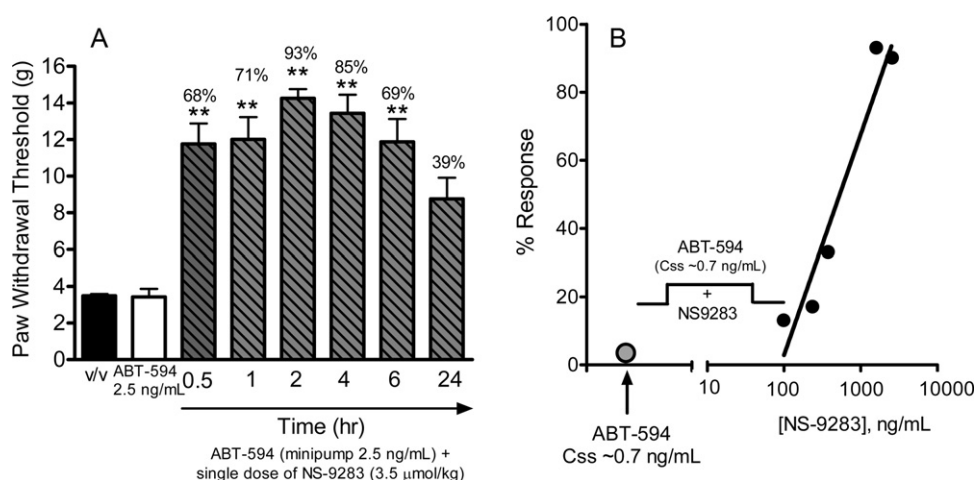 A
Paw Withdrawal Threshold (g)
16
14
12
10
8
6
4
2
0
68%
**
71%
**
93%
**
85%
**
69%
**
39%
v/v
ABT-594
2.5 ng/mL
0.5 1 2 4 6 24
Time (hr)
ABT-594 (minipump 2.5 ng/mL) +
single dose of NS-9283 (3.5 μmol/kg)
B
% Response
100
80
60
40
20
0
ABT-594
(Css ~0.7 ng/mL)
+
NS9283
10 100 1000 10000
[NS-9283], ng/mL
ABT-594
Css ~0.7 ng/mL